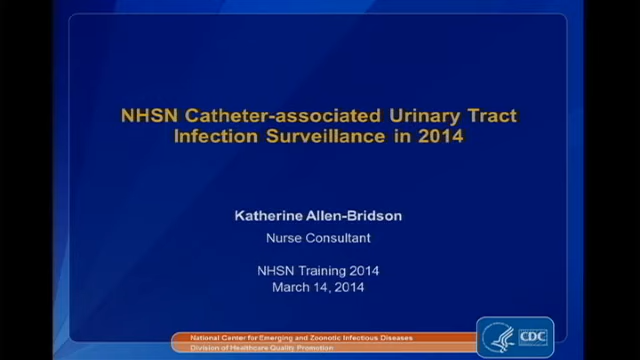 NHSN Catheter-associated Urinary Tract
Infection Surveillance in 2014
Katherine Allen-Bridson
Nurse Consultant
NHSN Training 2014
March 14, 2014
National Center for Emerging and Zoonotic Infectious Diseases
Division of Healthcare Quality Promotion
CDC